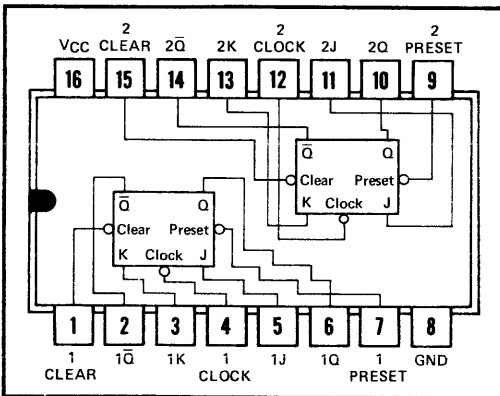 2 2 2
VCC CLEAR 2Q̅ 2K CLOCK 2J 2Q PRESET
16 15 14 13 12 11 10 9
Q̅ Q
Clear Preset
K Clock J
Q̅ Q
Clear Preset
K Clock J
1 2 3 4 5 6 7 8
1 1Q̅ 1K 1 1J 1Q 1 GND
CLEAR CLOCK PRESET